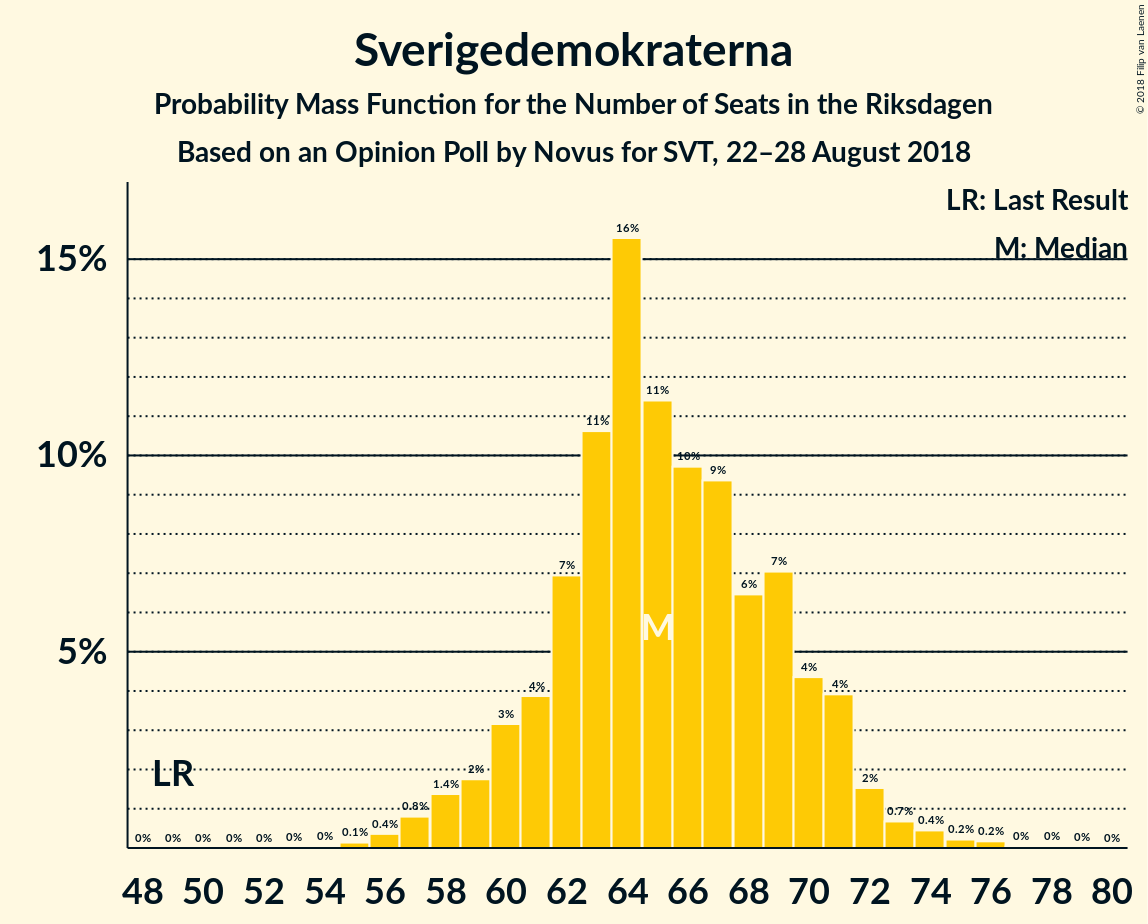 Sverigedemokraterna
Probability Mass Function for the Number of Seats in the Riksdagen
Based on an Opinion Poll by Novus for SVT, 22–28 August 2018
© 2018 Filip van Laenen
LR: Last Result
M: Median
15%
10%
5%
16%
11%
11%
10%
9%
7%
6%
7%
M
4%
4%
4%
3%
LR
2%
1.4%
0.8%
0.4%
0.1%
2%
0.7%
0.4%
0.2%
0.2%
0% 0% 0% 0% 0% 0% 0%
0% 0% 0% 0%
48 50 52 54 56 58 60 62 64 66 68 70 72 74 76 78 80